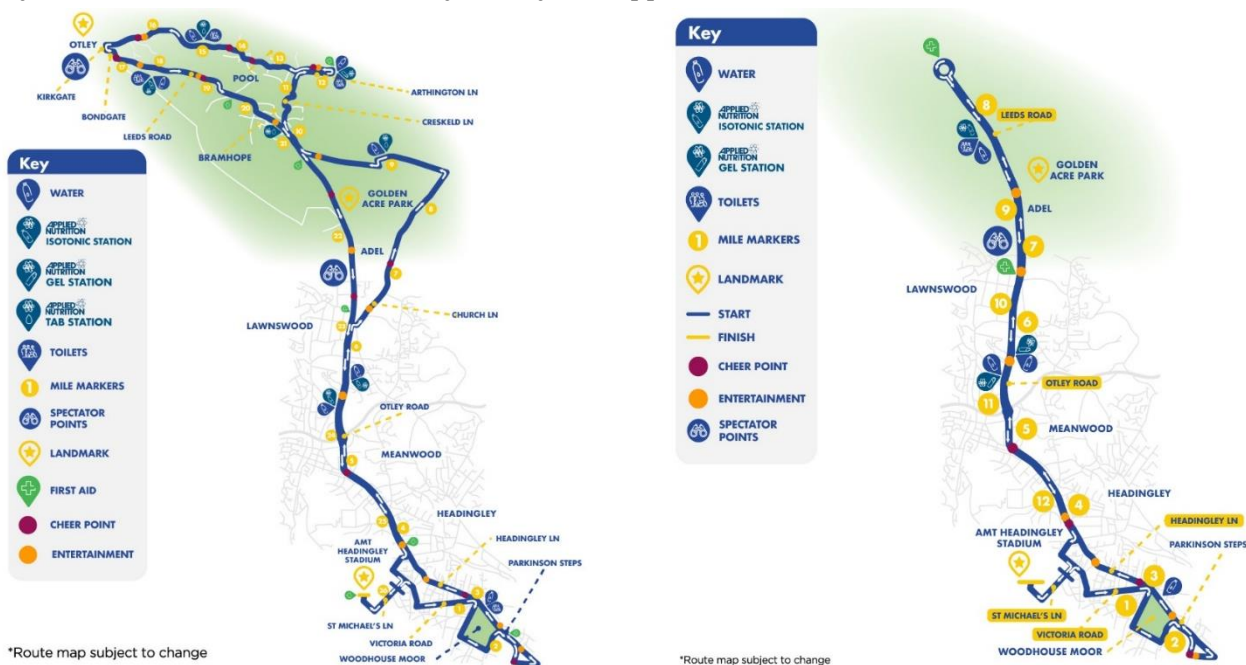 OTLEY
KIRKGATE
BONDGATE
LEEDS ROAD
BRAMHOPE
POOL
ARTHINGTON LN
CRESKELD LN
GOLDEN
ACRE PARK
ADEL
LAWNSWOOD
CHURCH LN
OTLEY ROAD
MEANWOOD
HEADINGLEY
AMT
HEADINGLEY
STADIUM
HEADINGLEY LN
PARKINSON STEPS
ST MICHAEL'S LN
VICTORIA ROAD
WOODHOUSE MOOR
Key
WATER
APPLIED
NUTRITION
ISOTONIC STATION
APPLIED
NUTRITION
GEL STATION
APPLIED
NUTRITION
TAB STATION
TOILETS
1 MILE MARKERS
SPECTATOR
POINTS
LANDMARK
FIRST AID
CHEER POINT
ENTERTAINMENT
*Route map subject to change
Key
WATER
APPLIED
NUTRITION
ISOTONIC STATION
APPLIED
NUTRITION
GEL STATION
TOILETS
1 MILE MARKERS
LANDMARK
START
FINISH
CHEER POINT
ENTERTAINMENT
SPECTATOR
POINTS
8
LEEDS ROAD
GOLDEN
ACRE PARK
9
ADEL
7
LAWNSWOOD
10
6
OTLEY ROAD
11
5
MEANWOOD
12
4
HEADINGLEY
AMT HEADINGLEY
STADIUM
HEADINGLEY LN
PARKINSON STEPS
3
1
ST MICHAEL'S LN
VICTORIA ROAD
2
WOODHOUSE MOOR
*Route map subject to change